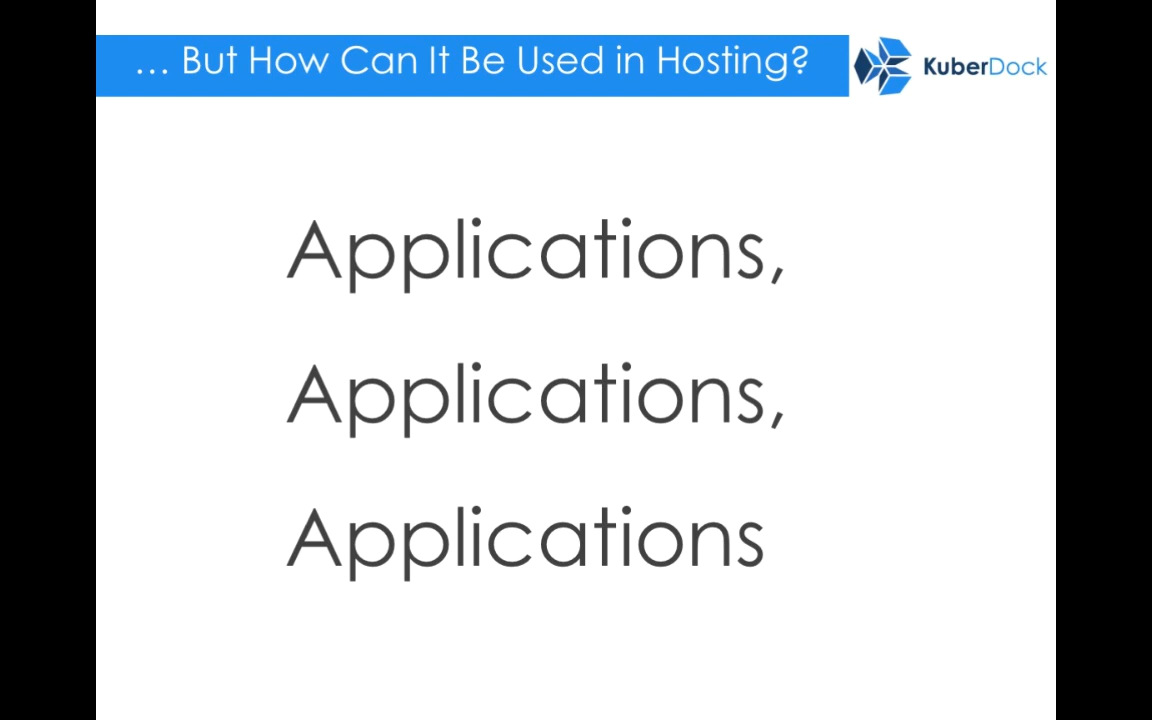 ... But How Can It Be Used in Hosting?
KuberDock
Applications,
Applications,
Applications